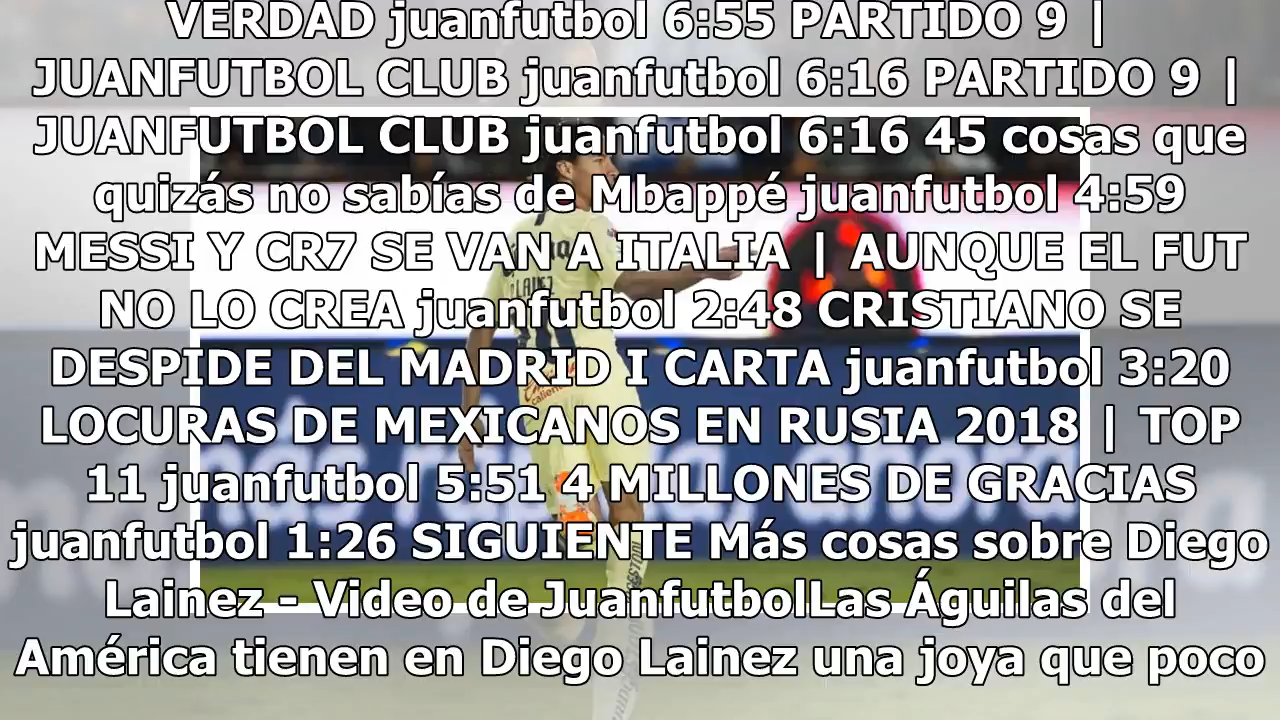 VERDAD juanfutbol 6:55 PARTIDO 9 |
JUANFUTBOL CLUB juanfutbol 6:16 PARTIDO 9 |
JUANFUTBOL CLUB juanfutbol 6:16 45 cosas que
quizás no sabías de Mbappé juanfutbol 4:59
MESSI Y CR7 SE VAN A ITALIA | AUNQUE EL FUT
NO LO CREA juanfutbol 2:48 CRISTIANO SE
DESPIDE DEL MADRID I CARTA juanfutbol 3:20
LOCURAS DE MEXICANOS EN RUSIA 2018 | TOP
11 juanfutbol 5:51 4 MILLONES DE GRACIAS
juanfutbol 1:26 SIGUIENTE Más cosas sobre Diego
Lainez - Video de JuanfutbolLas Águilas del
América tienen en Diego Lainez una joya que poco